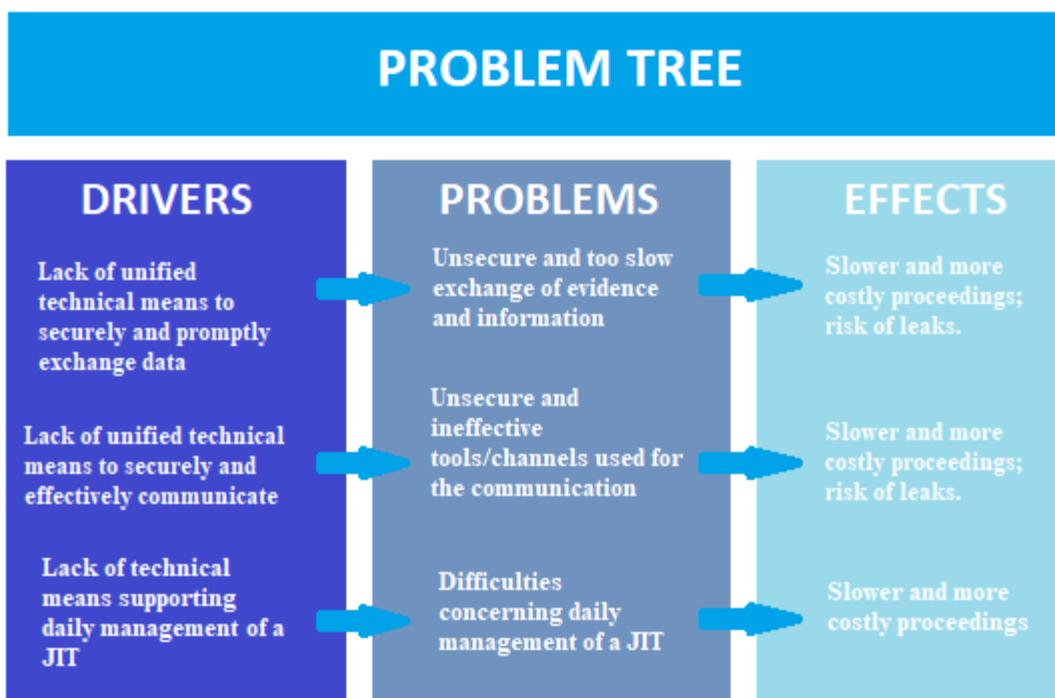 PROBLEM TREE
DRIVERS
Lack of unified
technical means to
securely and promptly
exchange data
Lack of unified technical
means to securely and
effectively communicate
Lack of technical
means supporting
daily management of a
JIT
PROBLEMS
Unsecure and too slow
exchange of evidence
and information
Unsecure and
ineffective
tools/channels used for
the communication
Difficulties
concerning daily
management of a JIT
EFFECTS
Slower and more
costly proceedings;
risk of leaks.
Slower and more
costly proceedings;
risk of leaks.
Slower and more
costly proceedings